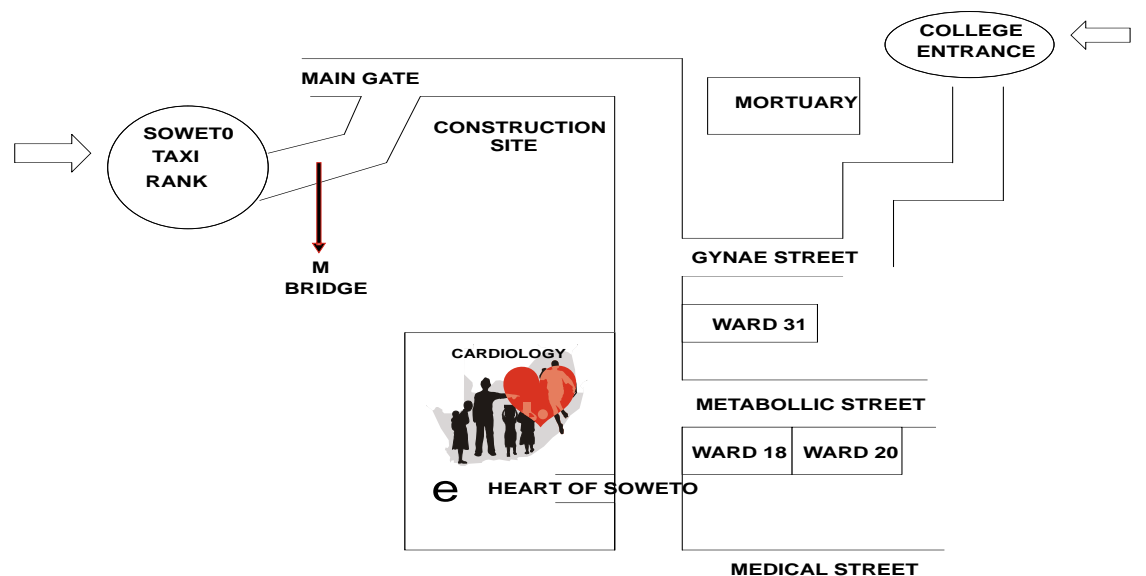 COLLEGE
ENTRANCE
MAIN GATE
MORTUARY
CONSTRUCTION
SITE
SOWET0
TAXI
RANK
GYNAE STREET
M
BRIDGE
WARD 31
CARDIOLOGY
METABOLLIC STREET
WARD 18
WARD 20
e
HEART OF SOWETO
MEDICAL STREET